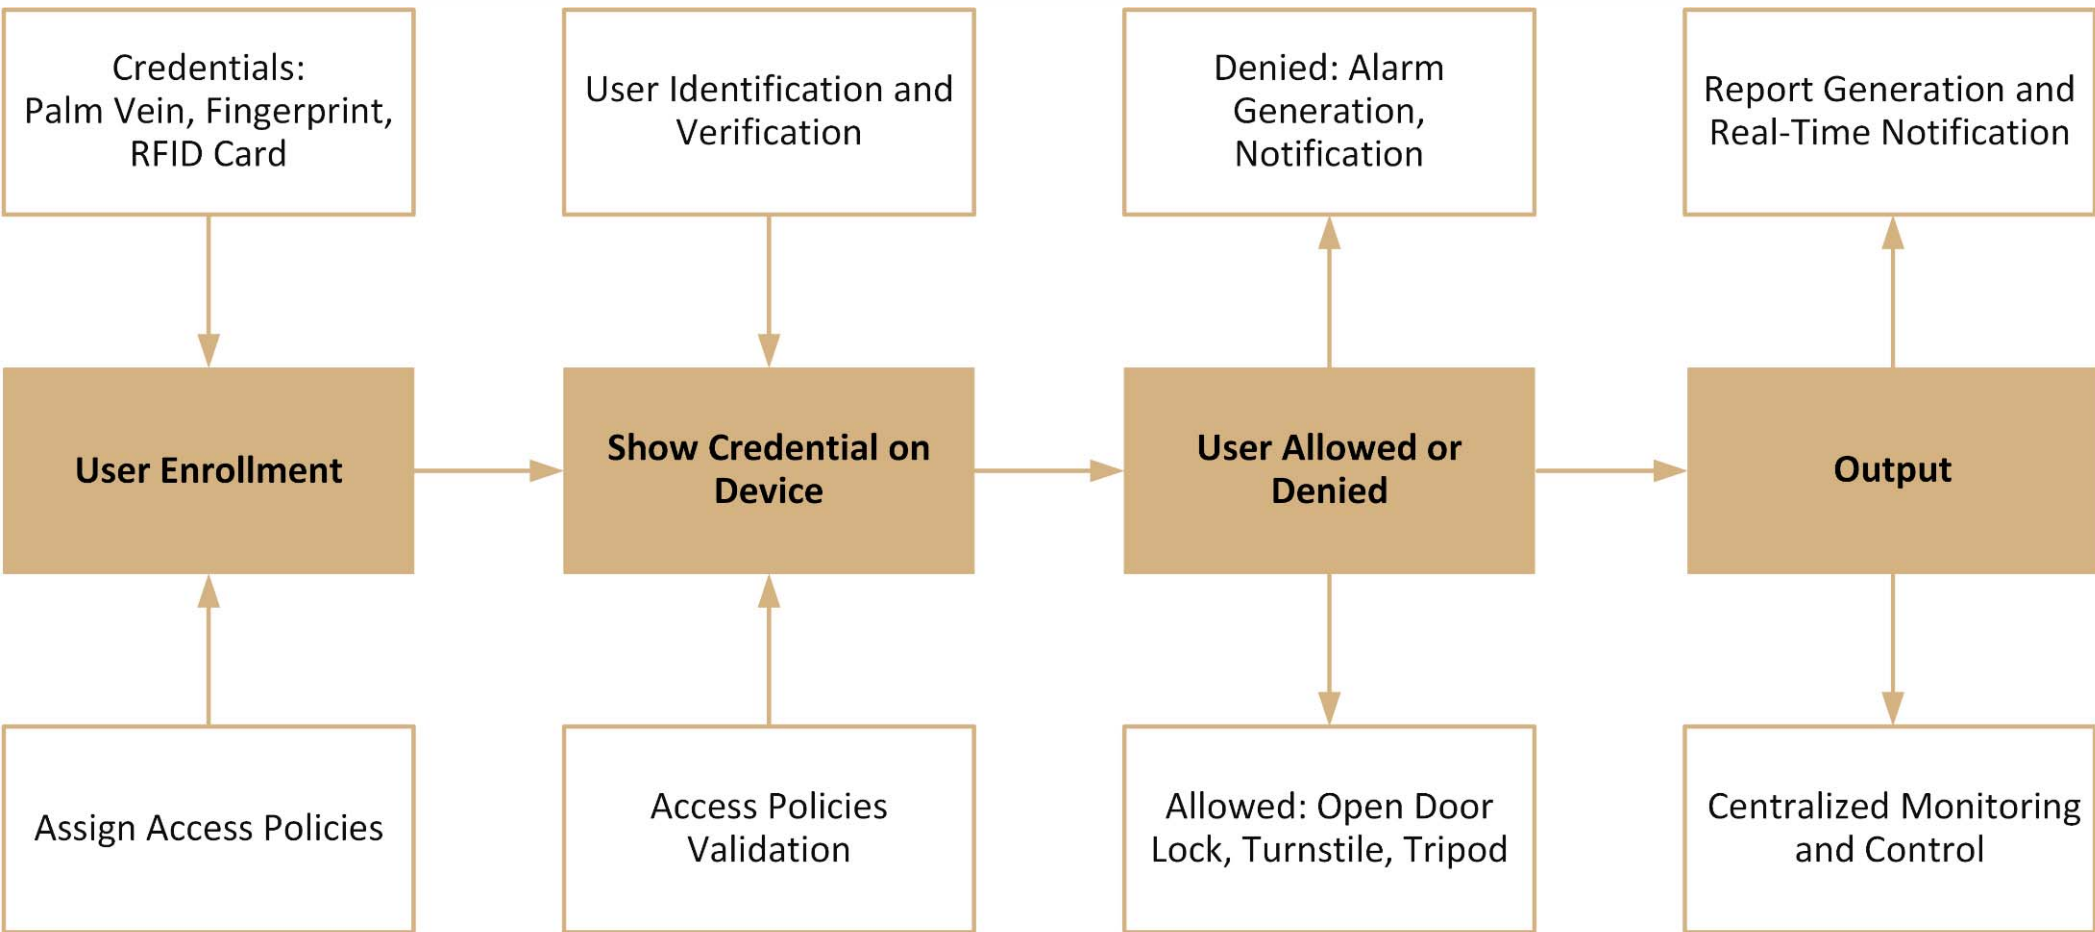 Credentials:
Palm Vein, Fingerprint,
RFID Card
User Identification and
Verification
Denied: Alarm
Generation,
Notification
Report Generation and
Real-Time Notification
User Enrollment
Show Credential on
Device
User Allowed or
Denied
Output
Assign Access Policies
Access Policies
Validation
Allowed: Open Door
Lock, Turnstile, Tripod
Centralized Monitoring
and Control